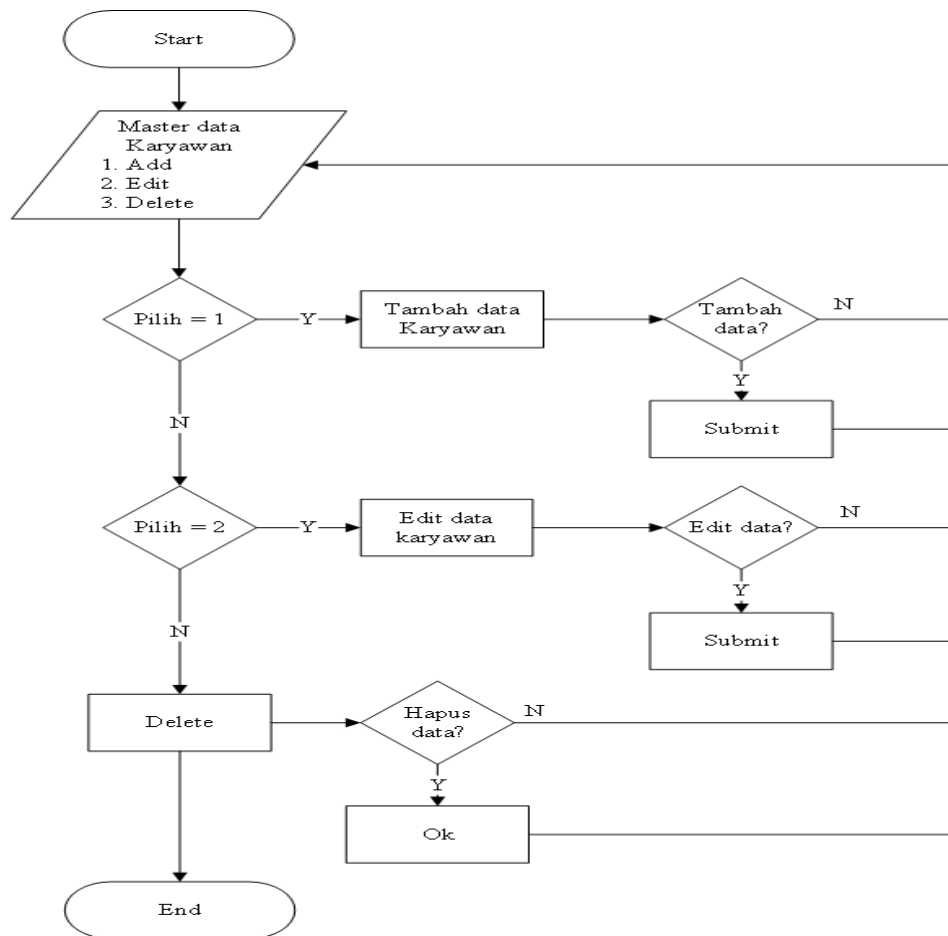 Start
Master data
Karyawan
1. Add
2. Edit
3. Delete
Pilih = 1
Y
Tambah data
Karyawan
Tambah
data?
N
Y
Submit
N
Pilih = 2
Y
Edit data
karyawan
Edit data?
N
Y
Submit
N
Delete
Hapus
data?
N
Y
Ok
End